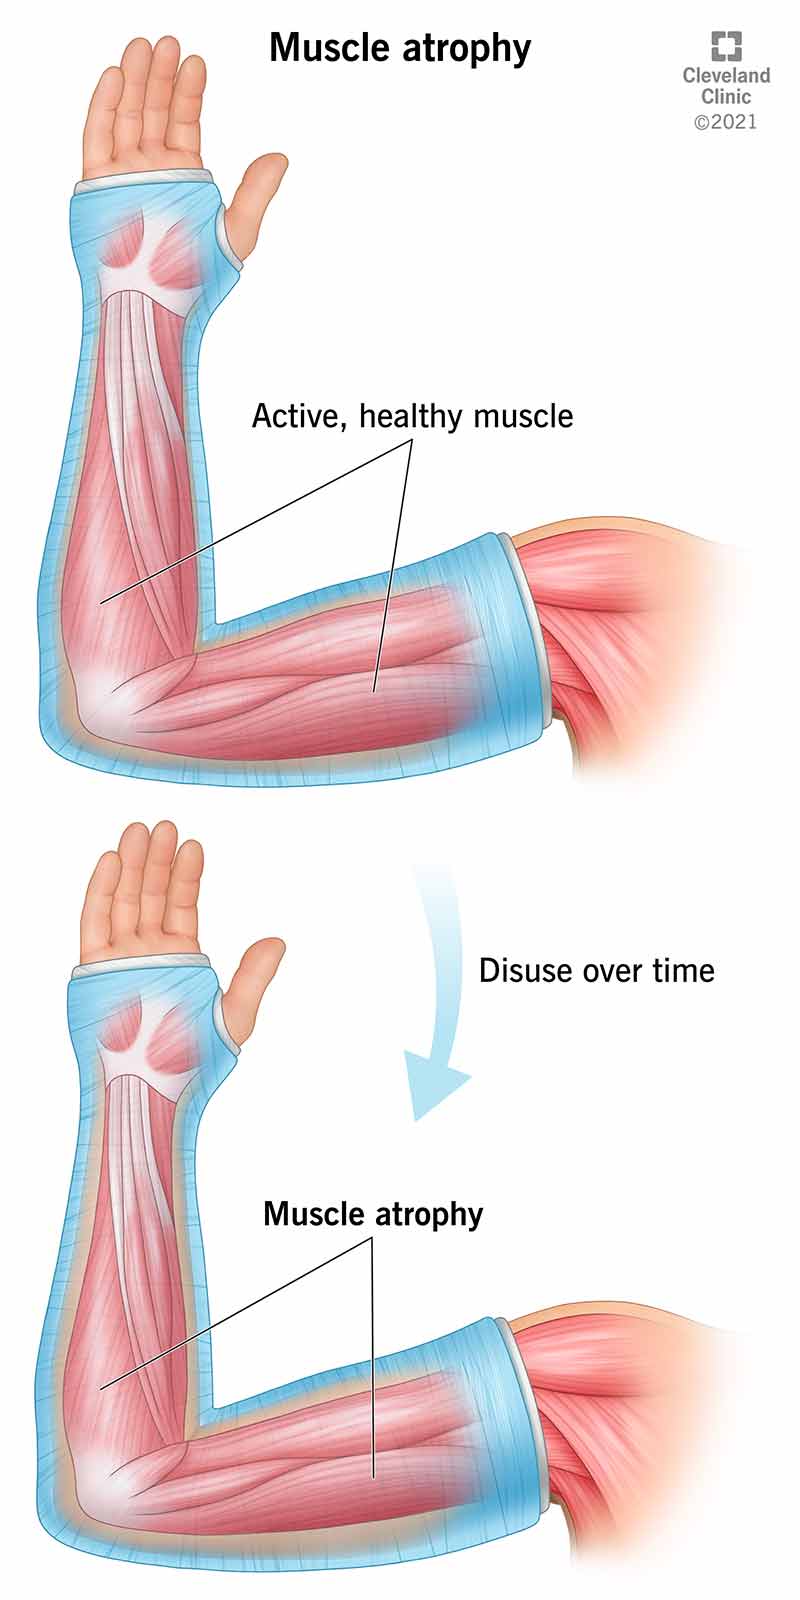 Muscle atrophy
Cleveland
Clinic
©2021
Active, healthy muscle
Disuse over time
Muscle atrophy